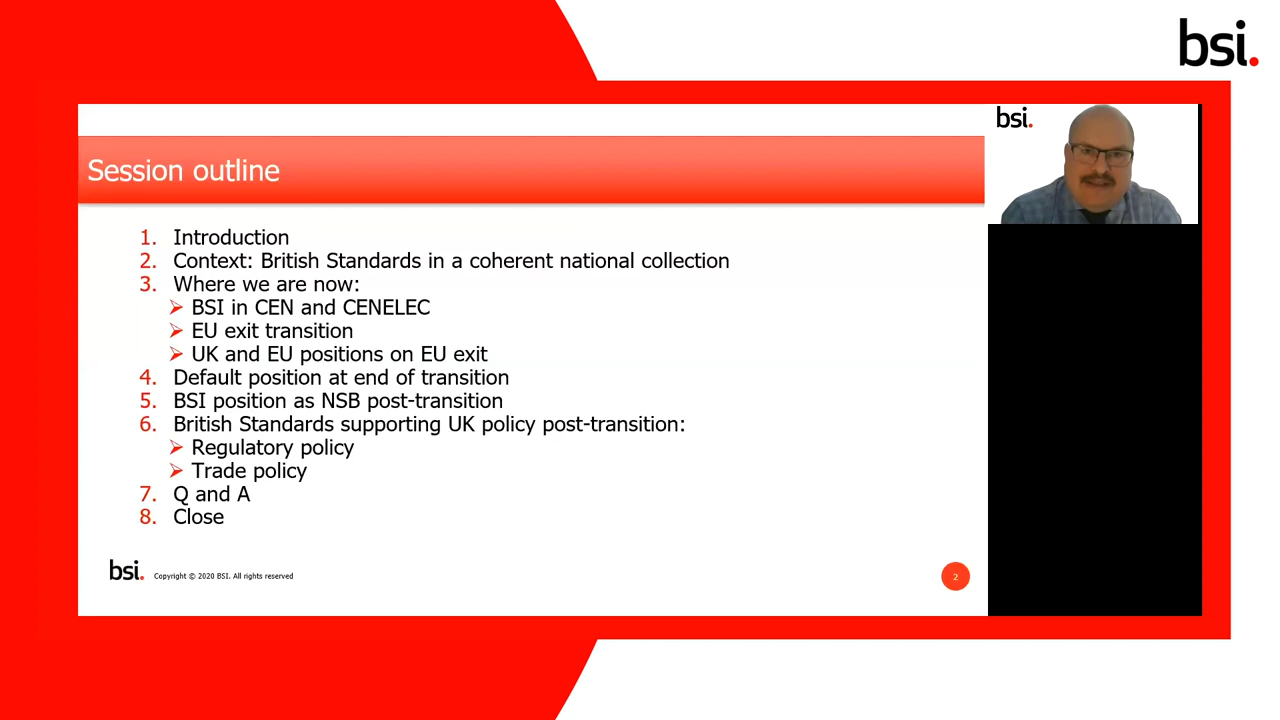 bsi.
bsi.
Session outline
1. Introduction
2. Context: British Standards in a coherent national collection
3. Where we are now:
➢ BSI in CEN and CENELEC
➢ EU exit transition
➢ UK and EU positions on EU exit
4. Default position at end of transition
5. BSI position as NSB post-transition
6. British Standards supporting UK policy post-transition:
➢ Regulatory policy
➢ Trade policy
7. Q and A
8. Close
bsi. Copyright © 2020 BSI. All rights reserved
2